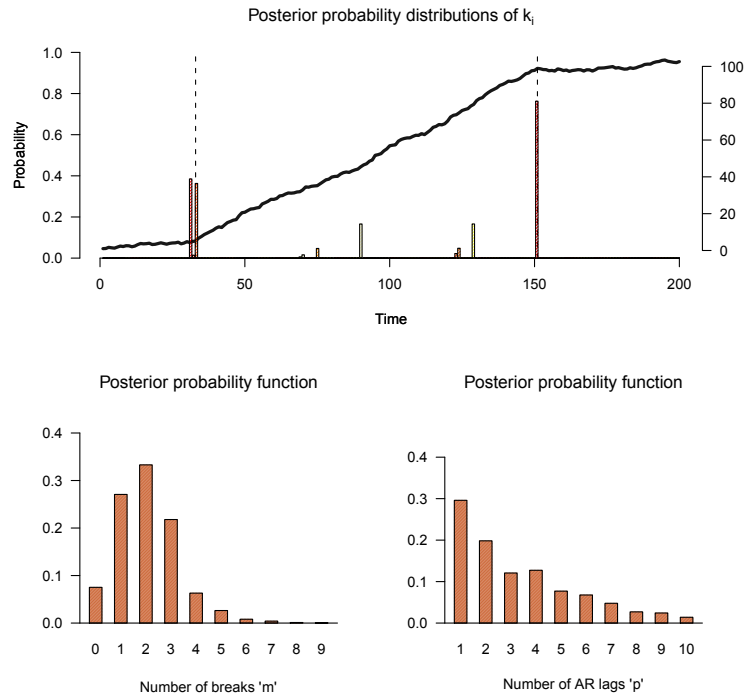 Posterior probability distributions of kᵢ
1.0
0.8
0.6
0.4
0.2
0.0
Probability
100
80
60
40
20
0
0 50 100 150 200
Time
Posterior probability function
0.4
0.3
0.2
0.1
0.0
0 1 2 3 4 5 6 7 8 9
Number of breaks 'm'
Posterior probability function
0.4
0.3
0.2
0.1
0.0
1 2 3 4 5 6 7 8 9 10
Number of AR lags 'p'